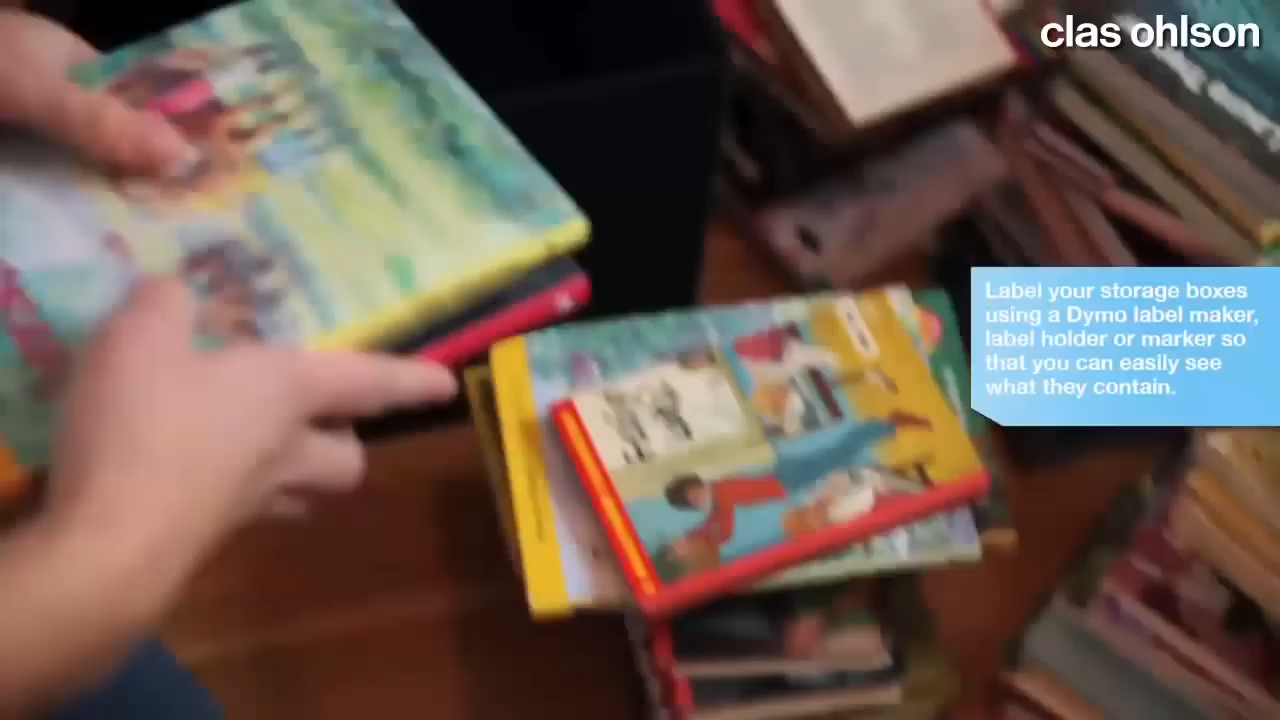 clas ohlson
Label your storage boxes
using a Dymo label maker,
label holder or marker so
that you can easily see
what they contain.